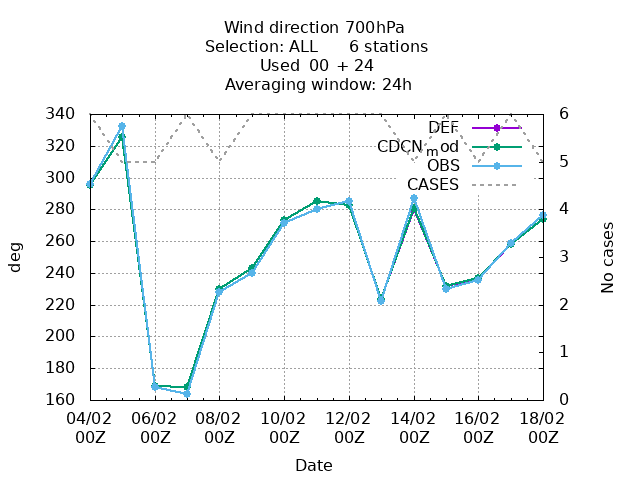 Wind direction 700hPa
Selection: ALL 6 stations
Used 00 + 24
Averaging window: 24h
340 6
DEF
320
CDCN_mod
5
300 OBS
CASES
280 4
260
deg 3 No cases
240
220 2
200
1
180
160 0
04/02 06/02 08/02 10/02 12/02 14/02 16/02 18/02
00Z 00Z 00Z 00Z 00Z 00Z 00Z 00Z
Date